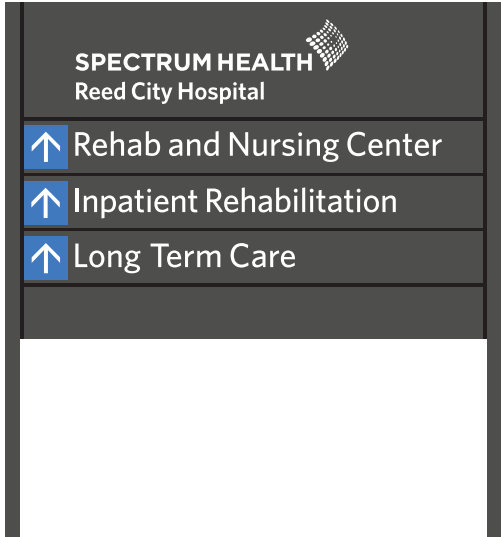 SPECTRUM HEALTH
Reed City Hospital
↑ Rehab and Nursing Center
↑ Inpatient Rehabilitation
↑ Long Term Care